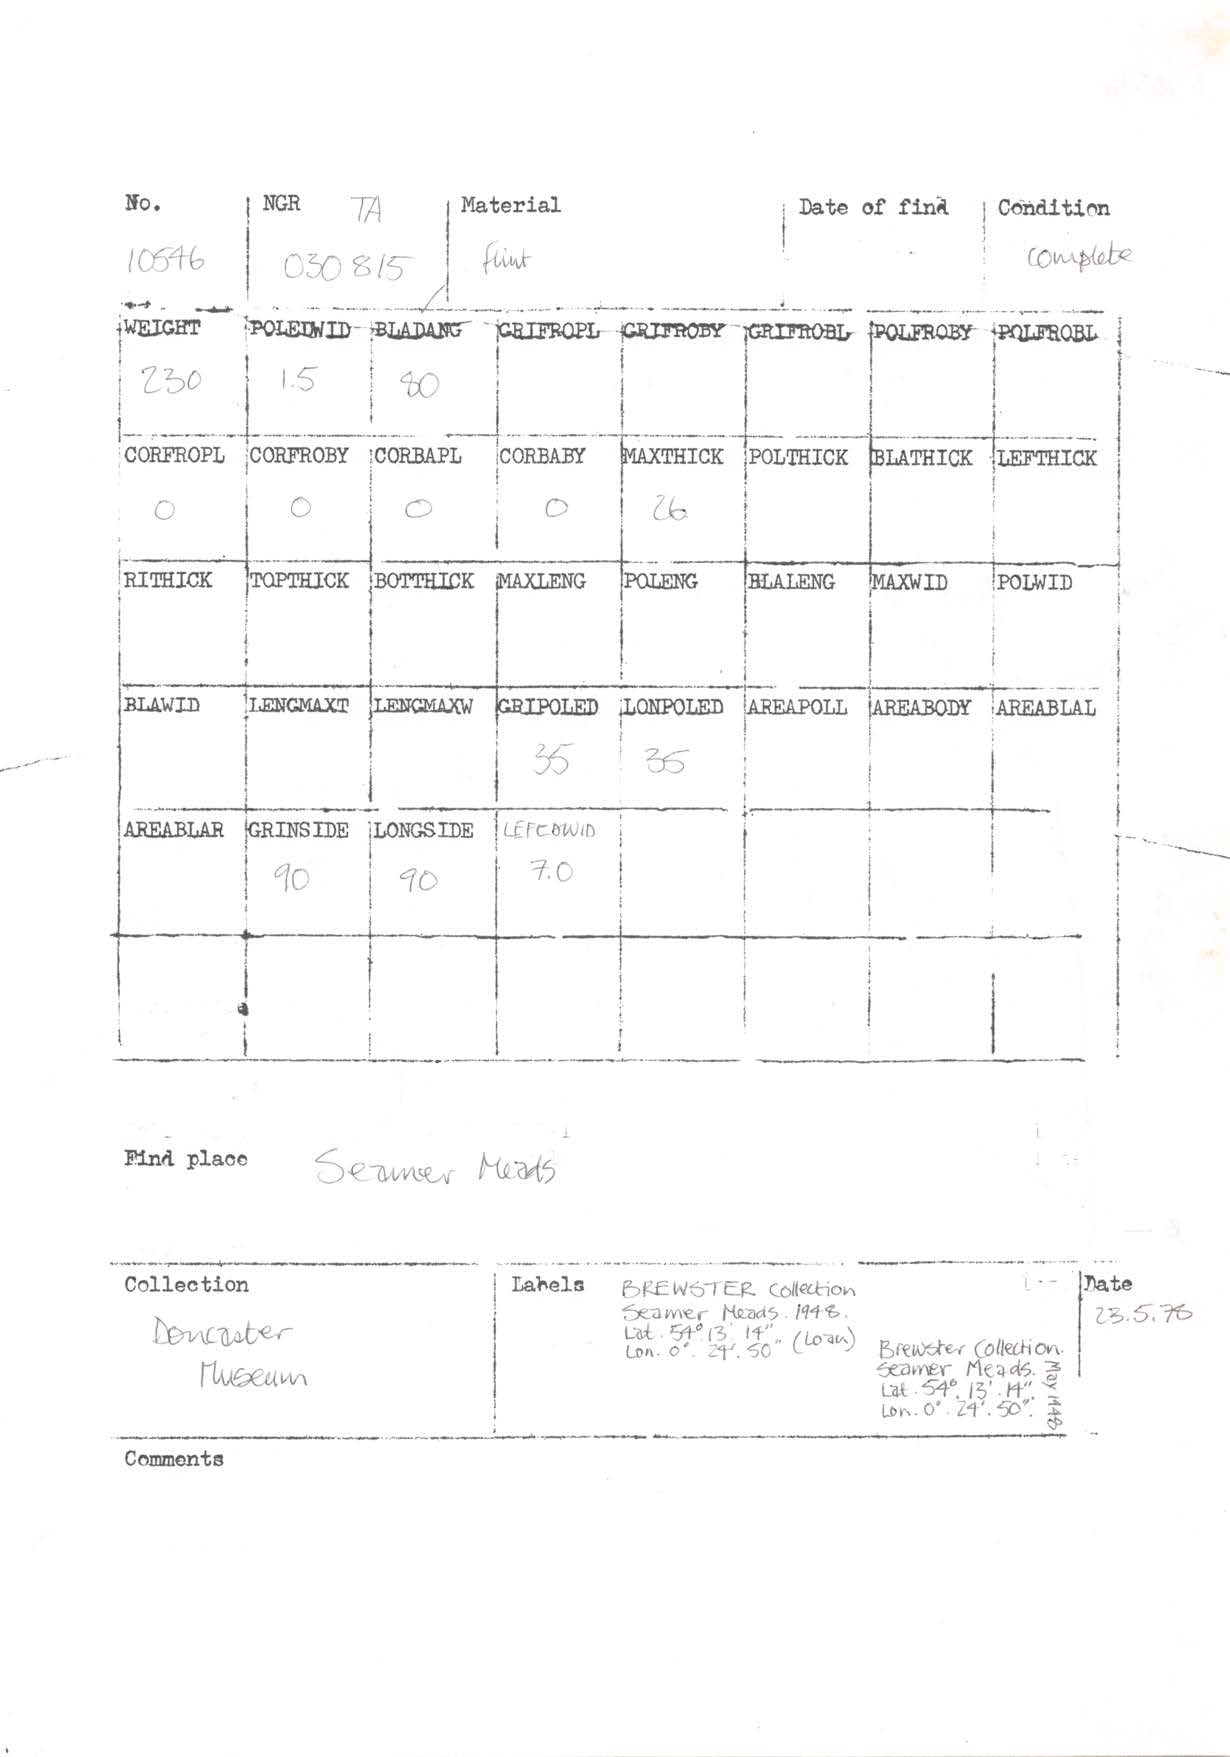 No. NGR TA Material Date of find Condition
10546 030 815 flint complete
WEIGHT POLEDWID BLADANG GRIFROPL GRIFROBY GRIFROBL POLFROBY POLFROBL
230 1.5 80
CORFROPL CORFROBY CORBAPL CORBABY MAXTHICK POLTHICK BLATHICK LEFTHICK
0 0 0 0 26
RITHICK TOPTHICK BOTTHICK MAXLENG POLENG BLALENG MAXWID POLWID
BLAWID LENGMAXT LENGMAXW GRIPOLED LONPOLED AREAPOLL AREABODY AREABLAL
35 35
AREABLAR GRINSIDE LONGSIDE LEFEDWID
90 90 7.0
Find place Seamer Meads
Collection Labels Date
Doncaster
Museum
BREWSTER Collection
Seamer Meads. 1948.
Lat. 54° 13' 14"
Lon. 0°. 24'. 50". (Loan)
Brewster Collection.
Seamer Meads.
Lat. 54°. 13'. 14".
Lon. 0°. 24'. 50".
May 1948
23.5.78
Comments